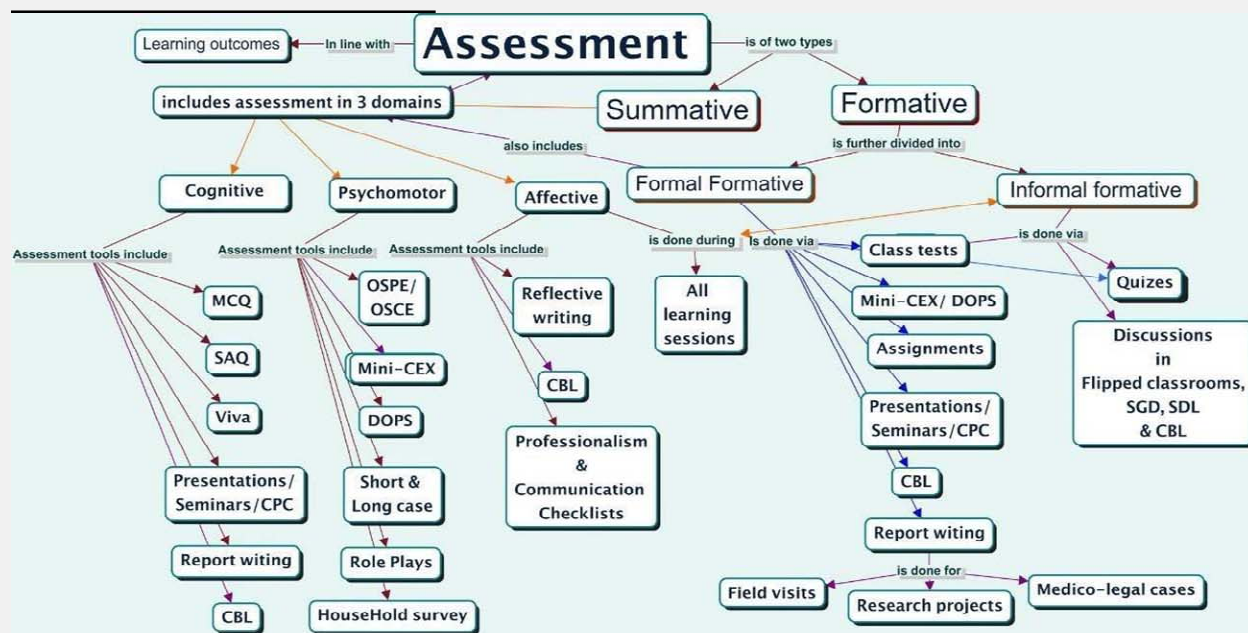 Assessment
Learning outcomes
In line with
is of two types
includes assessment in 3 domains
Summative
Formative
also includes
is further divided into
Cognitive
Psychomotor
Affective
Formal Formative
Informal formative
Assessment tools include
Assessment tools include
Assessment tools include
is done during
Is done via
is done via
MCQ
SAQ
Viva
Presentations/
Seminars/CPC
Report witing
CBL
OSPE/
OSCE
Mini-CEX
DOPS
Short &
Long case
Role Plays
HouseHold survey
Reflective
writing
CBL
Professionalism
&
Communication
Checklists
All
learning
sessions
Class tests
Mini-CEX/ DOPS
Assignments
Presentations/
Seminars/CPC
CBL
Report witing
is done for
Field visits
Research projects
Medico-legal cases
Quizes
Discussions
in
Flipped classrooms,
SGD, SDL
& CBL